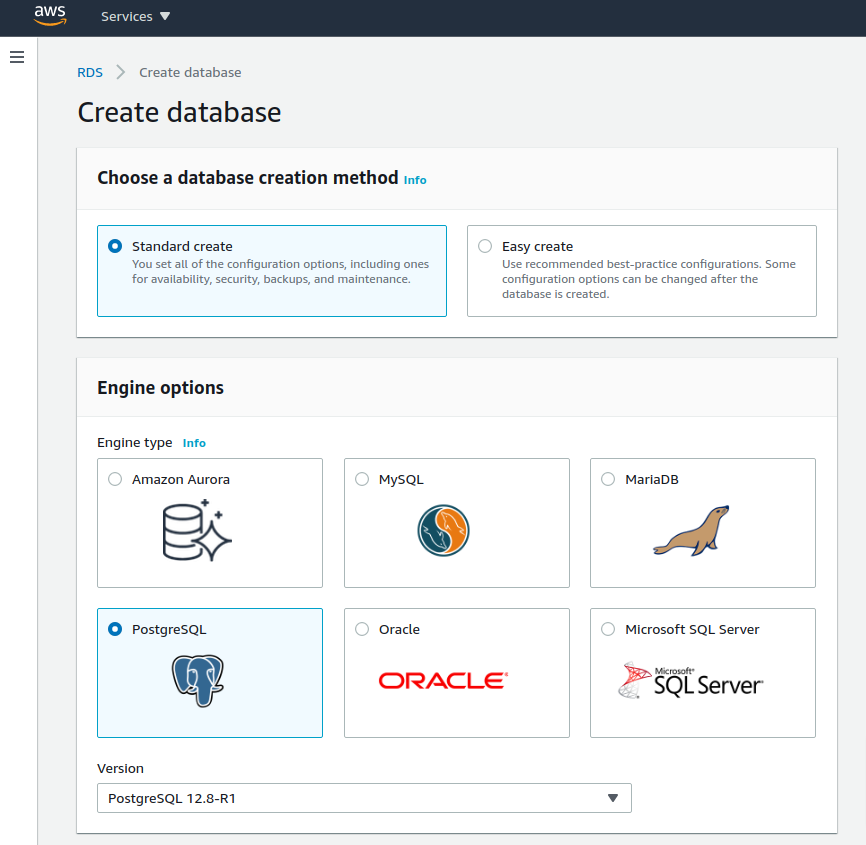 aws
Services
RDS
Create database
Create database
Choose a database creation method Info
Standard create
You set all of the configuration options, including ones
for availability, security, backups, and maintenance.
Easy create
Use recommended best-practice configurations. Some
configuration options can be changed after the
database is created.
Engine options
Engine type Info
Amazon Aurora
MySQL
MariaDB
PostgreSQL
Oracle
ORACLE®
Microsoft SQL Server
Microsoft®
SQL Server®
Version
PostgreSQL 12.8-R1